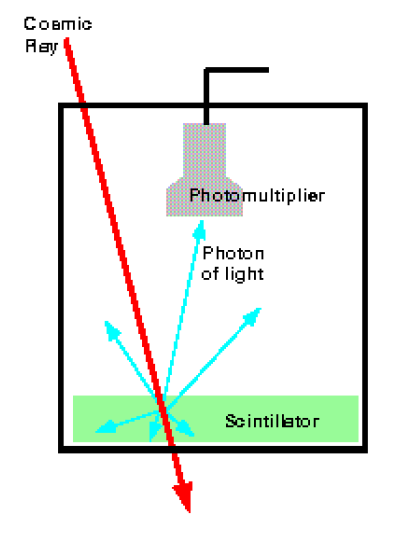 Cosmic
Ray
Photomultiplier
Photon
of light
Scintillator